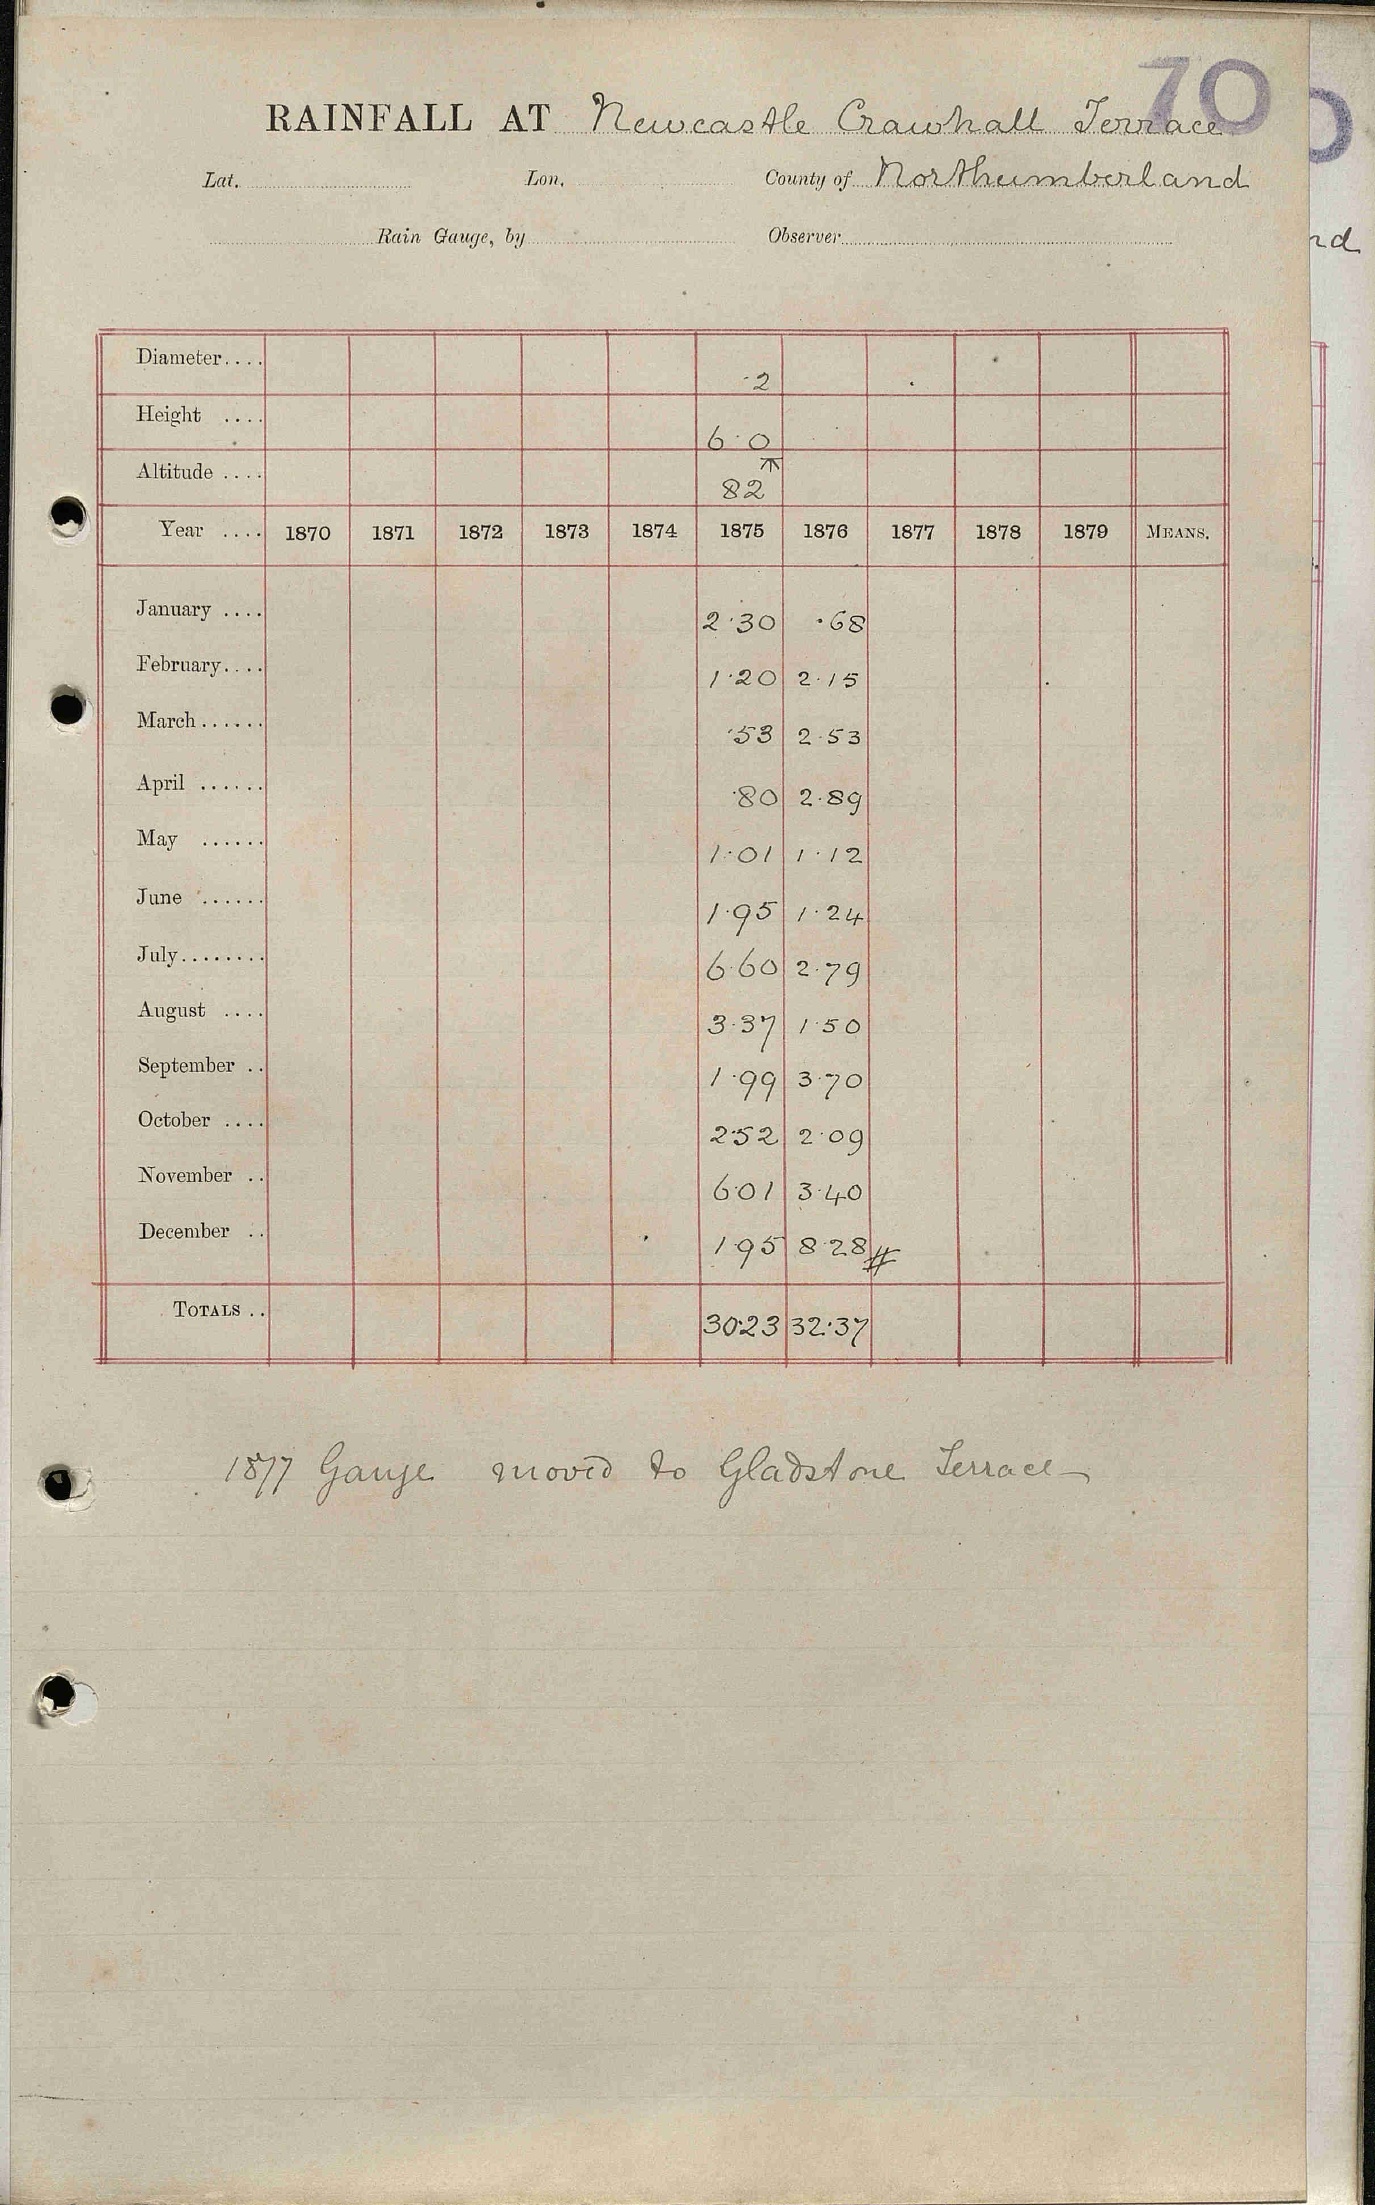 70
RAINFALL AT Newcastle Crawhall Terrace
Lat. Lon. County of Northumberland
Rain Gauge, by Observer
nd
Diameter.... 2
Height .... 6.0
Altitude .... 82
Year .... 1870 1871 1872 1873 1874 1875 1876 1877 1878 1879 MEANS.
January .... 2.30 .68
February.... 1.20 2.15
March...... .53 2.53
April ...... .80 2.89
May ...... 1.01 1.12
June ...... 1.95 1.24
July........ 6.60 2.79
August .... 3.37 1.50
September .. 1.99 3.70
October .... 2.52 2.09
November .. 6.01 3.40
December .. 1.95 8.28 #
TOTALS .. 30.23 32.37
1877 Gauge moved to Gladstone Terrace